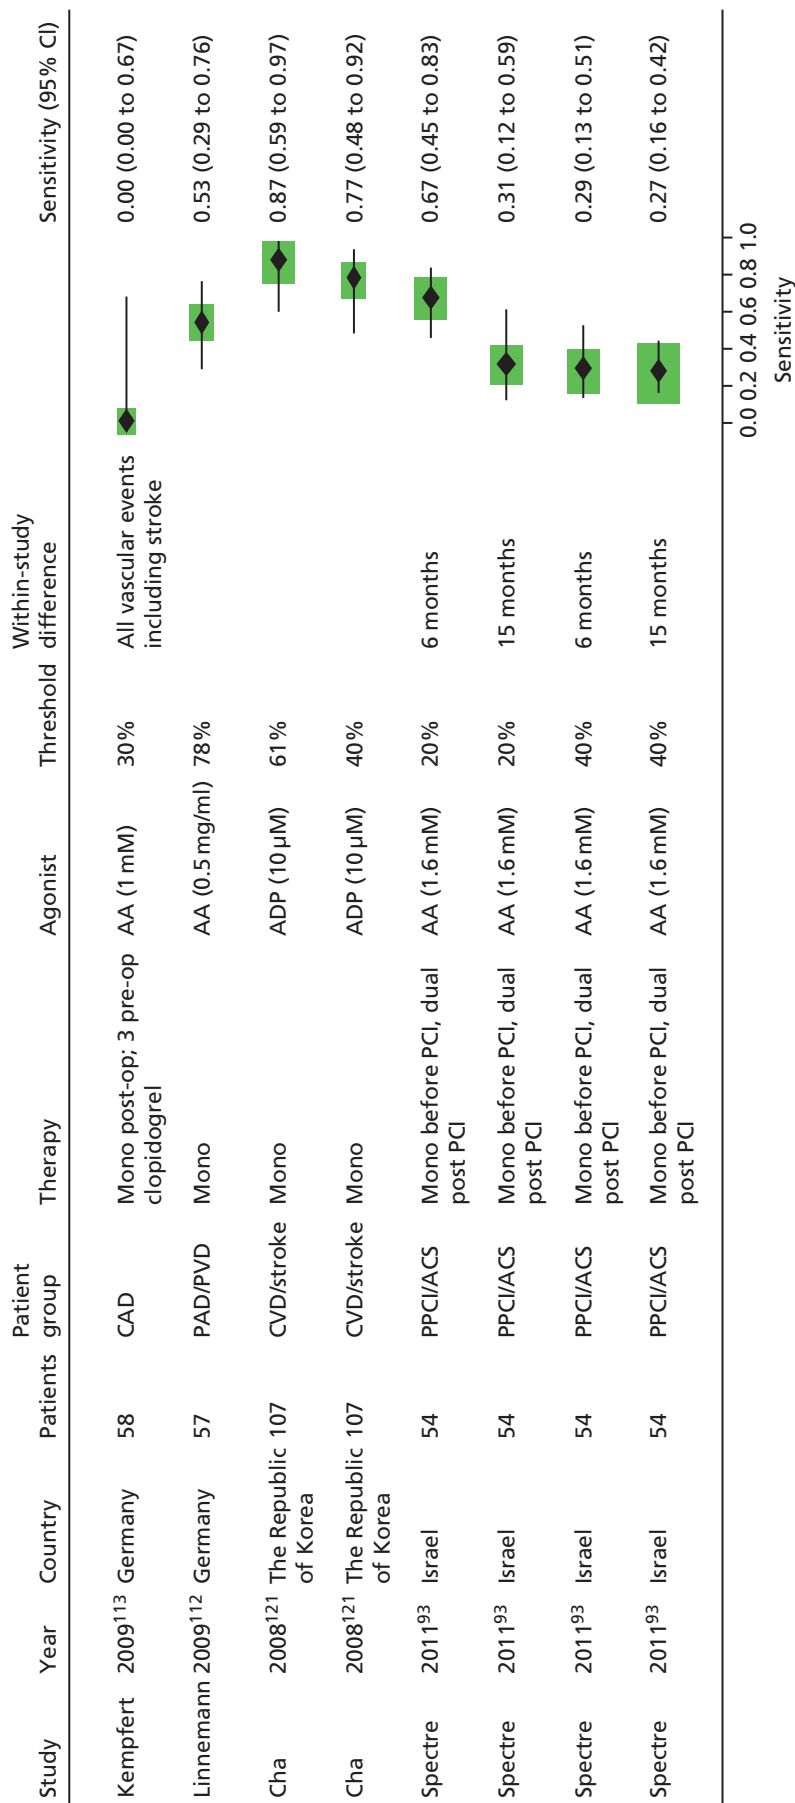 Study Year Country Patients Patient group Therapy Agonist Threshold Within-study difference Sensitivity (95% CI)
Kempfert 2009113 Germany 58 CAD Mono post-op; 3 pre-op clopidogrel AA (1 mM) 30% All vascular events including stroke 0.00 (0.00 to 0.67)
Linnemann 2009112 Germany 57 PAD/PVD Mono AA (0.5 mg/ml) 78% 0.53 (0.29 to 0.76)
Cha 2008121 The Republic of Korea 107 CVD/stroke Mono ADP (10 µM) 61% 0.87 (0.59 to 0.97)
Cha 2008121 The Republic of Korea 107 CVD/stroke Mono ADP (10 µM) 40% 0.77 (0.48 to 0.92)
Spectre 201193 Israel 54 PPCI/ACS Mono before PCI, dual post PCI AA (1.6 mM) 20% 6 months 0.67 (0.45 to 0.83)
Spectre 201193 Israel 54 PPCI/ACS Mono before PCI, dual post PCI AA (1.6 mM) 20% 15 months 0.31 (0.12 to 0.59)
Spectre 201193 Israel 54 PPCI/ACS Mono before PCI, dual post PCI AA (1.6 mM) 40% 6 months 0.29 (0.13 to 0.51)
Spectre 201193 Israel 54 PPCI/ACS Mono before PCI, dual post PCI AA (1.6 mM) 40% 15 months 0.27 (0.16 to 0.42)
0.0 0.2 0.4 0.6 0.8 1.0
Sensitivity